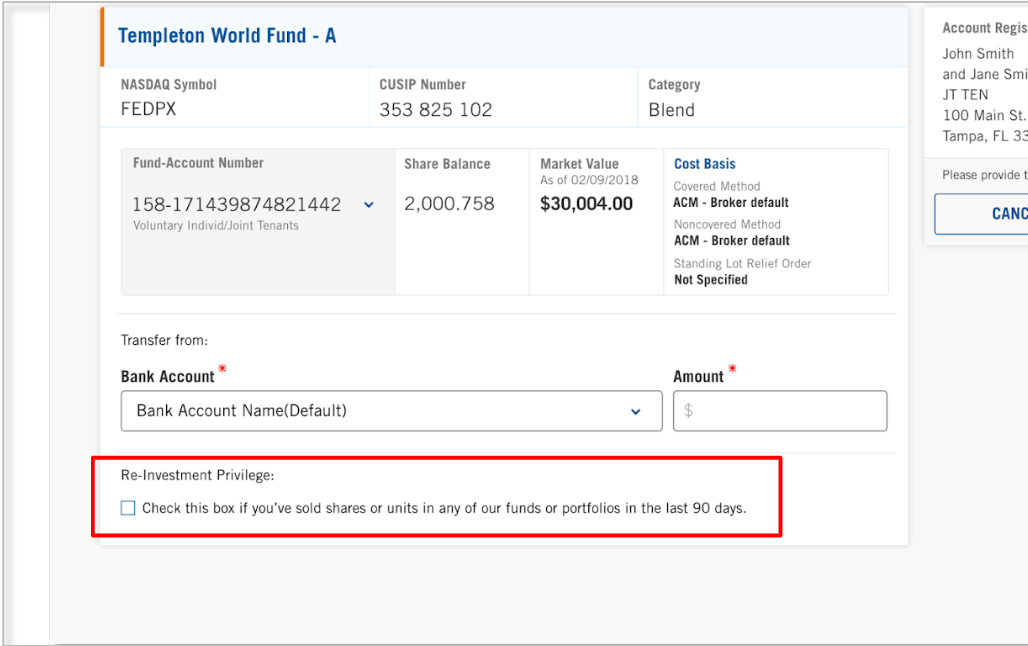 Templeton World Fund - A
NASDAQ Symbol
FEDPX
CUSIP Number
353 825 102
Category
Blend
Fund-Account Number
158-171439874821442
Voluntary Individ/Joint Tenants
Share Balance
2,000.758
Market Value
As of 02/09/2018
$30,004.00
Cost Basis
Covered Method
ACM - Broker default
Noncovered Method
ACM - Broker default
Standing Lot Relief Order
Not Specified
Transfer from:
Bank Account *
Bank Account Name(Default)
Amount *
$
Re-Investment Privilege:
Check this box if you've sold shares or units in any of our funds or portfolios in the last 90 days.
Account Regis
John Smith
and Jane Smi
JT TEN
100 Main St.
Tampa, FL 33
Please provide t
CANC